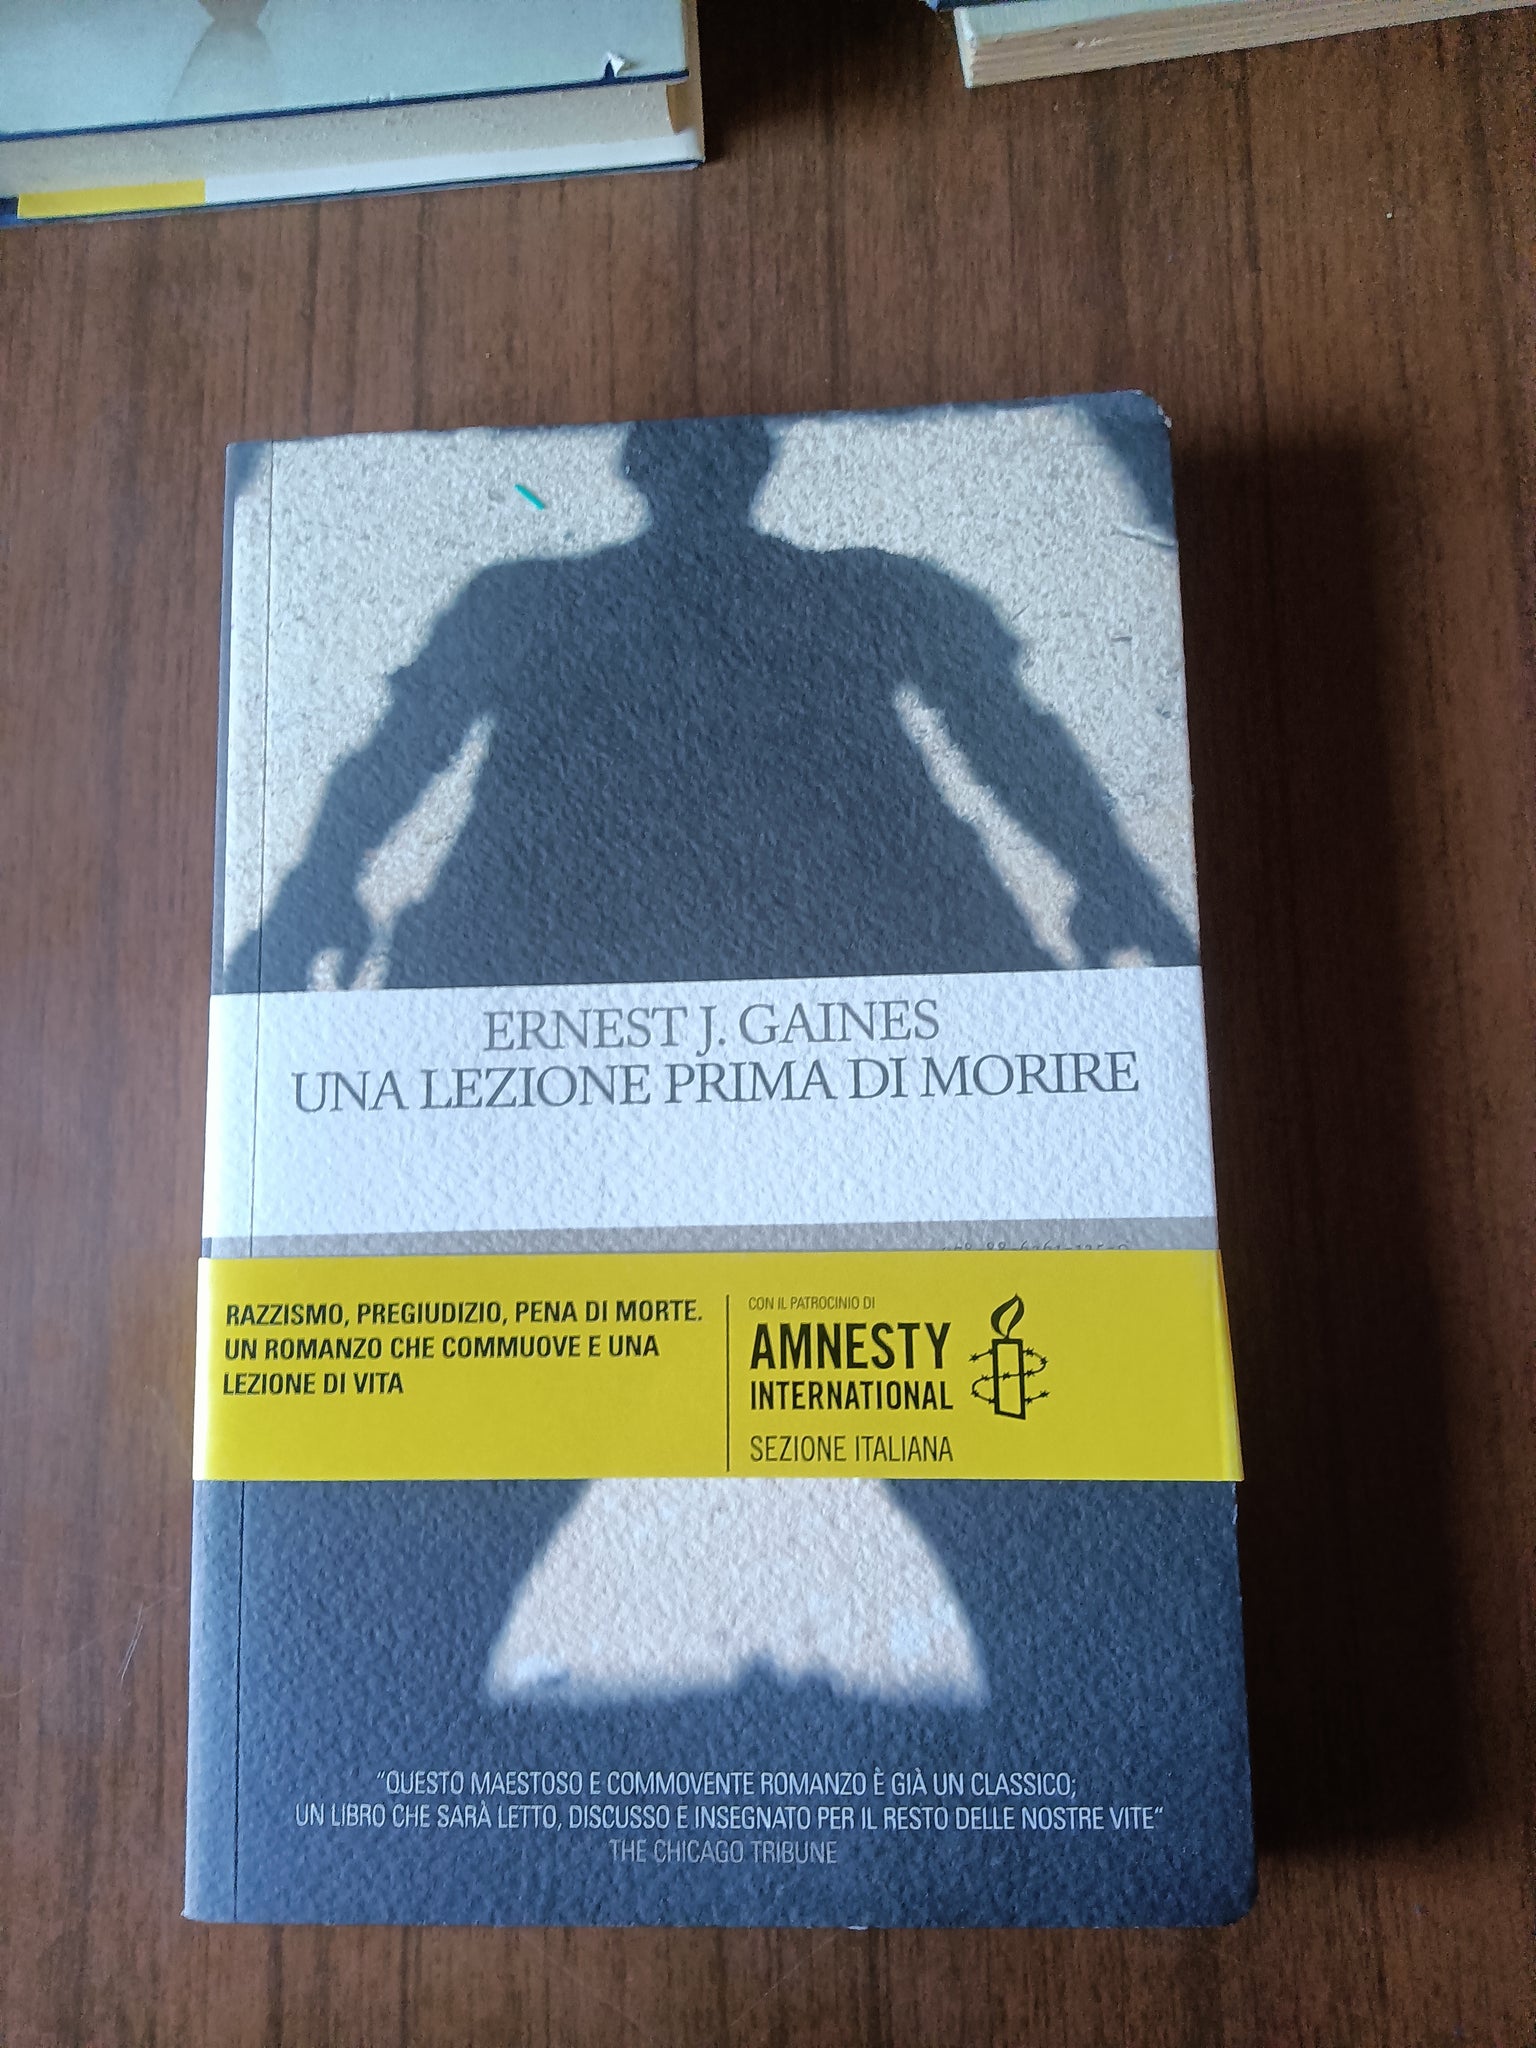 ERNEST J. GAINES
UNA LEZIONE PRIMA DI MORIRE
RAZZISMO, PREGIUDIZIO, PENA DI MORTE.
UN ROMANZO CHE COMMUOVE E UNA
LEZIONE DI VITA
CON IL PATROCINIO DI
AMNESTY
INTERNATIONAL
SEZIONE ITALIANA
"QUESTO MAESTOSO E COMMOVENTE ROMANZO È GIÀ UN CLASSICO;
UN LIBRO CHE SARÀ LETTO, DISCUSSO E INSEGNATO PER IL RESTO DELLE NOSTRE VITE"
THE CHICAGO TRIBUNE